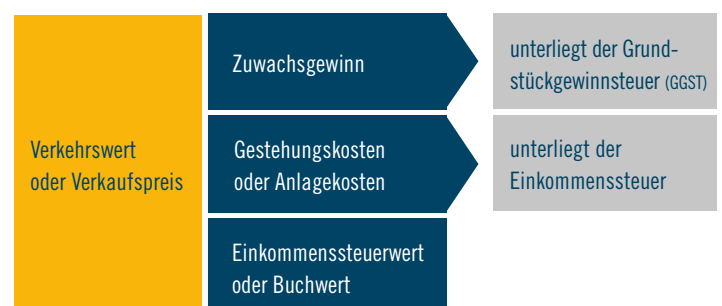 Verkehrswert
oder Verkaufspreis
Zuwachsgewinn
unterliegt der Grund-
stückgewinnsteuer (GGST)
Gestehungskosten
oder Anlagekosten
unterliegt der
Einkommenssteuer
Einkommenssteuerwert
oder Buchwert